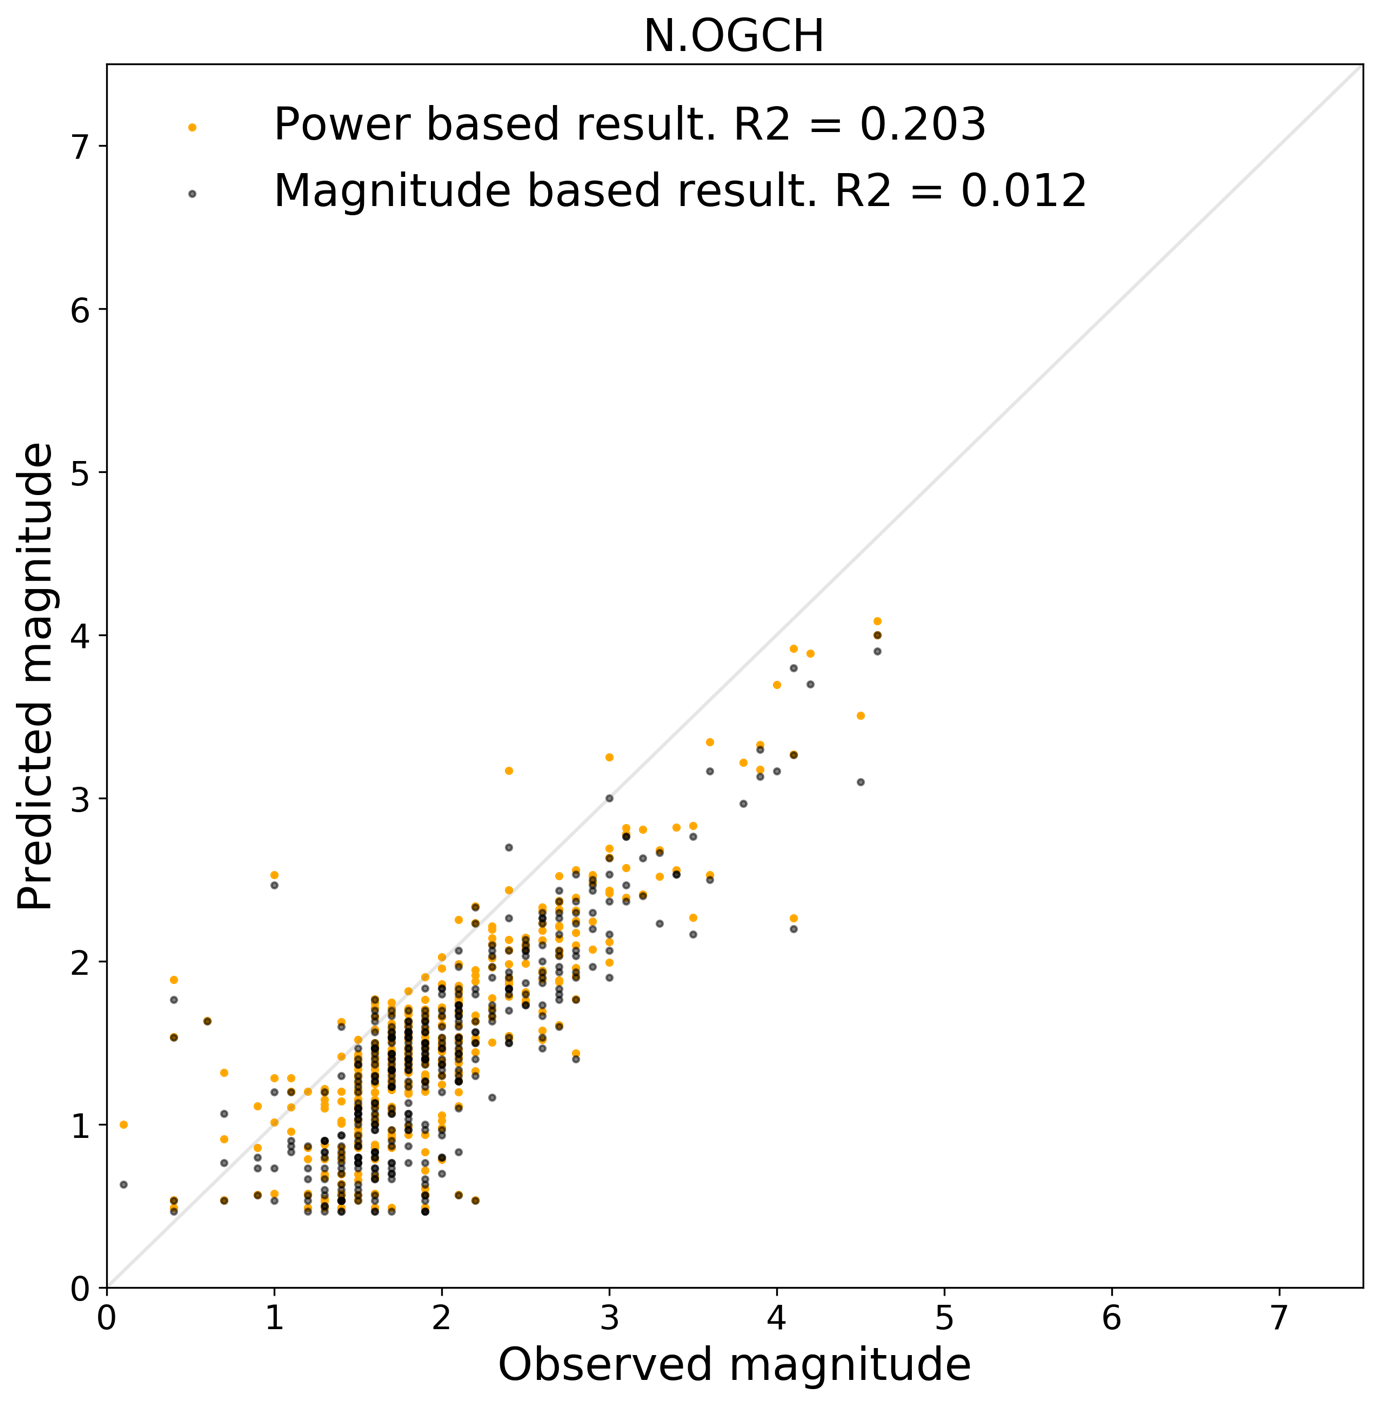 N.OGCH
Power based result. R2 = 0.203
Magnitude based result. R2 = 0.012
7
6
5
4
3
2
1
0
Predicted magnitude
0 1 2 3 4 5 6 7
Observed magnitude